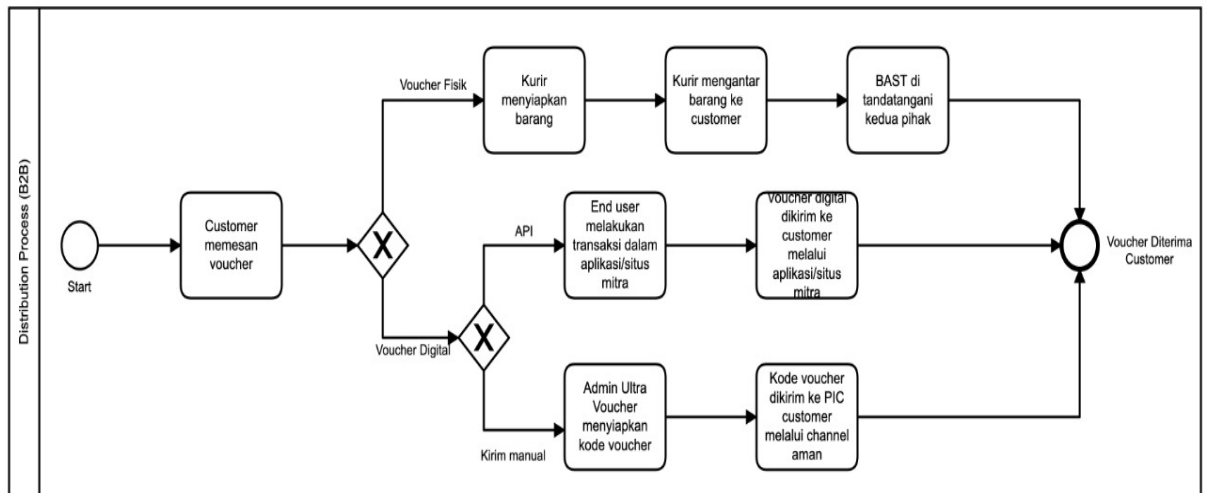 Distribution Process (B2B)
Start
Customer
memesan
voucher
Voucher Fisik
Kurir
menyiapkan
barang
Kurir mengantar
barang ke
customer
BAST di
tandatangani
kedua pihak
Voucher Digital
API
End user
melakukan
transaksi dalam
aplikasi/situs
mitra
Voucher digital
dikirim ke
customer
melalui
aplikasi/situs
mitra
Kirim manual
Admin Ultra
Voucher
menyiapkan
kode voucher
Kode voucher
dikirim ke PIC
customer
melalui channel
aman
Voucher Diterima
Customer